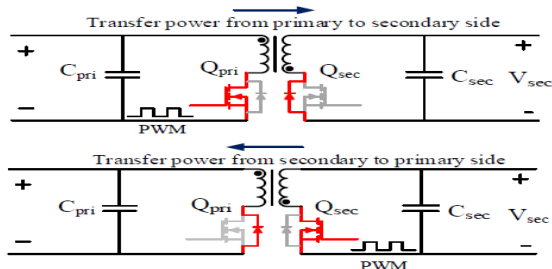 Transfer power from primary to secondary side
+ Q_pri Q_sec +
C_pri C_sec V_sec
− PWM −
Transfer power from secondary to primary side
+ Q_pri Q_sec +
C_pri C_sec V_sec
− PWM −